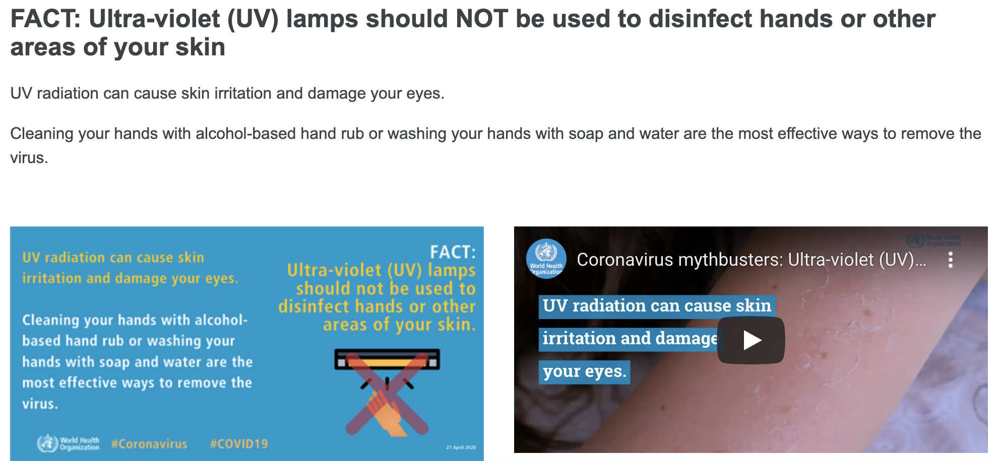 FACT: Ultra-violet (UV) lamps should NOT be used to disinfect hands or other
areas of your skin
UV radiation can cause skin irritation and damage your eyes.
Cleaning your hands with alcohol-based hand rub or washing your hands with soap and water are the most effective ways to remove the
virus.
UV radiation can cause skin
irritation and damage your eyes.
Cleaning your hands with alcohol-
based hand rub or washing your
hands with soap and water are the
most effective ways to remove the
virus.
FACT:
Ultra-violet (UV) lamps
should not be used to
disinfect hands or other
areas of your skin.
World Health
Organization
#Coronavirus #COVID19
27 April 2020
World Health
Organization
World Health
Organization
Coronavirus mythbusters: Ultra-violet (UV)...
UV radiation can cause skin
irritation and damage
your eyes.